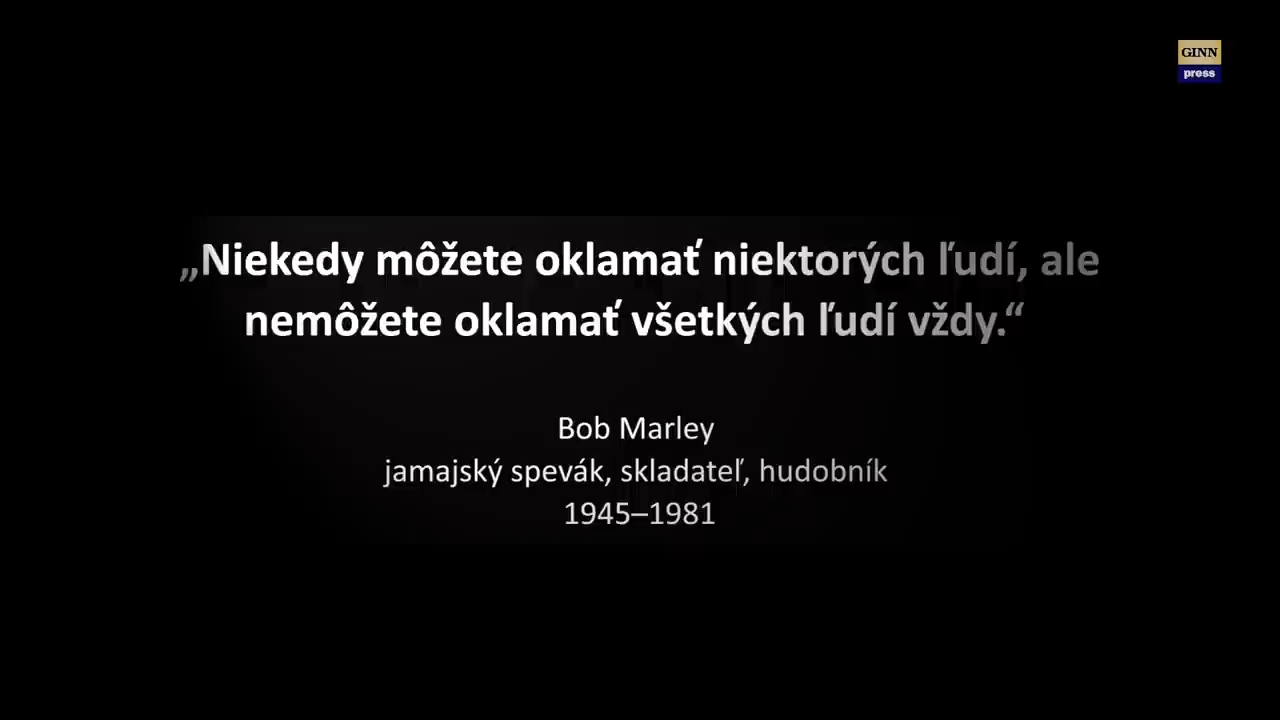 GINN
press
„Niekedy môžete oklamať niektorých ľudí, ale
nemôžete oklamať všetkých ľudí vždy.“
Bob Marley
jamajský spevák, skladateľ, hudobník
1945–1981